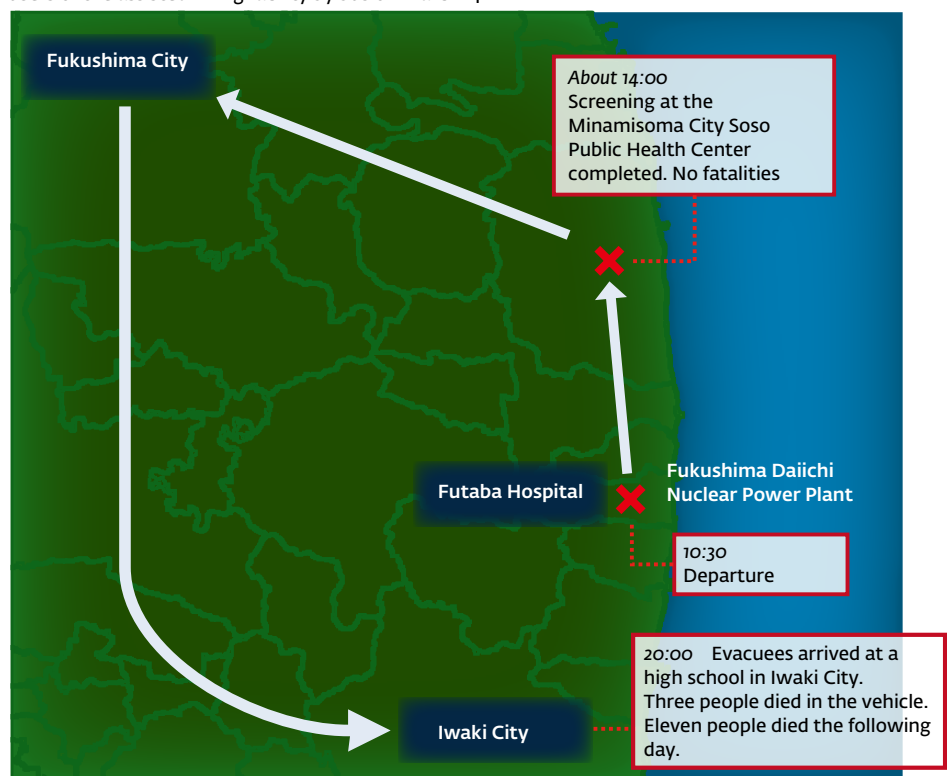 Fukushima City
About 14:00
Screening at the
Minamisoma City Soso
Public Health Center
completed. No fatalities
Futaba Hospital
Fukushima Daiichi
Nuclear Power Plant
10:30
Departure
20:00 Evacuees arrived at a
high school in Iwaki City.
Three people died in the vehicle.
Eleven people died the following
day.
Iwaki City